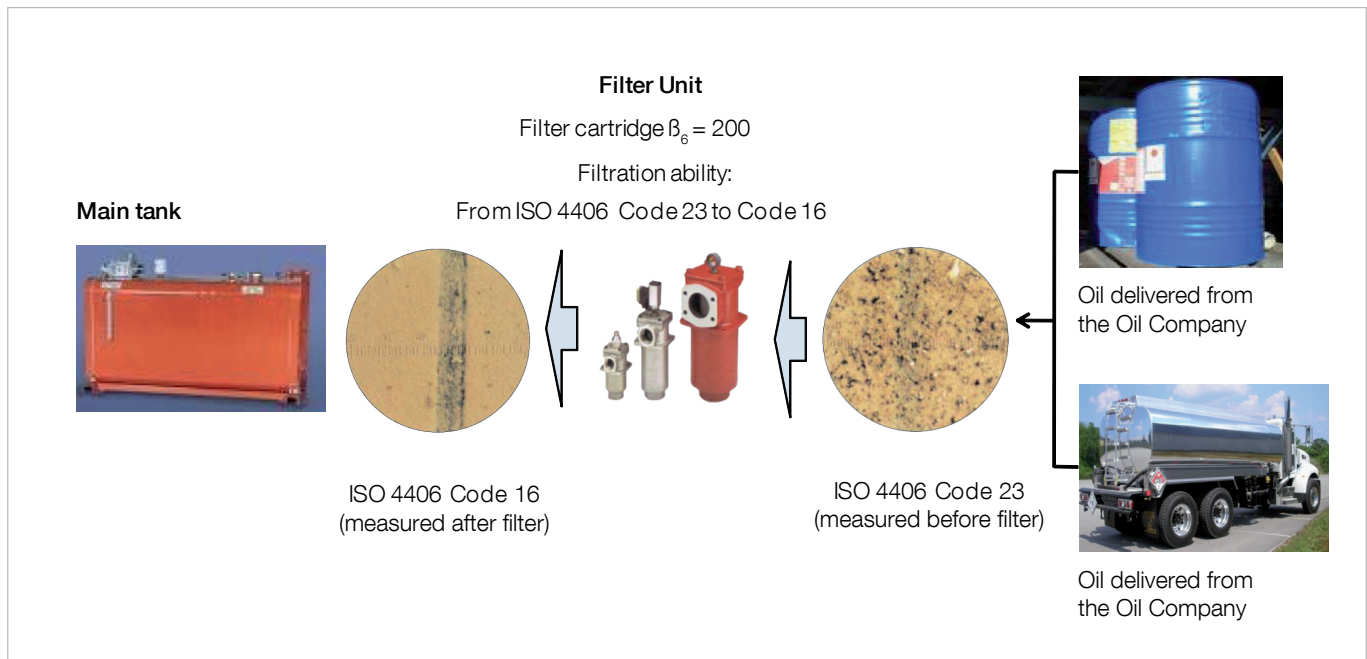 Filter Unit
Filter cartridge ß₆ = 200
Filtration ability:
From ISO 4406 Code 23 to Code 16
Main tank
ISO 4406 Code 16
(measured after filter)
ISO 4406 Code 23
(measured before filter)
Oil delivered from
the Oil Company
Oil delivered from
the Oil Company